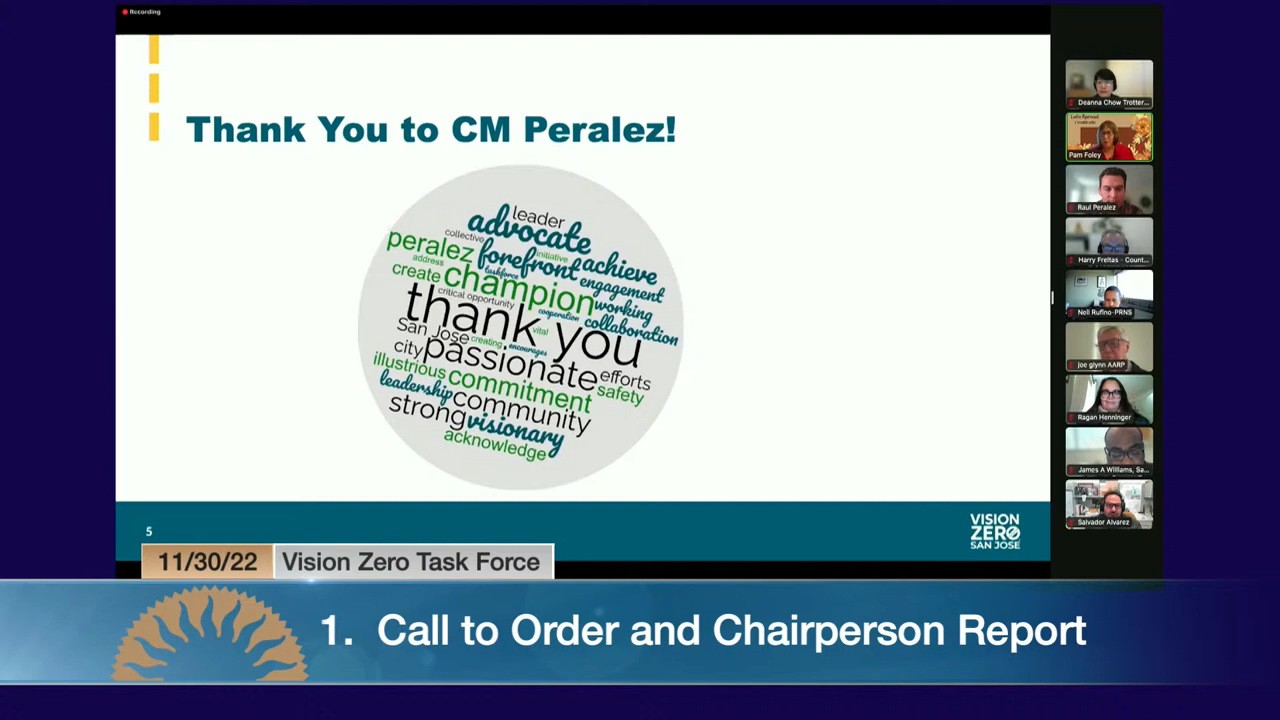 Recording
Thank You to CM Peralez!
leader
advocate
collective
peralez
initiative
address
forefront
achieve
taskforce
create
champion
engagement
critical opportunity
working
cooperation
collaboration
thank you
vital
San Jose
creating
encourages
city
passionate
efforts
illustrious
safety
leadership
commitment
community
strong
visionary
acknowledge
5
VISION
ZERO
SAN JOSE
Deanna Chow Trotter...
Pam Foley
Raul Peralez
Harry Freitas - Count...
Neil Rufino-PRNS
Joe glynn AARP
Ragan Henninger
James A Williams, Sa...
Salvador Alvarez
11/30/22
Vision Zero Task Force
1. Call to Order and Chairperson Report